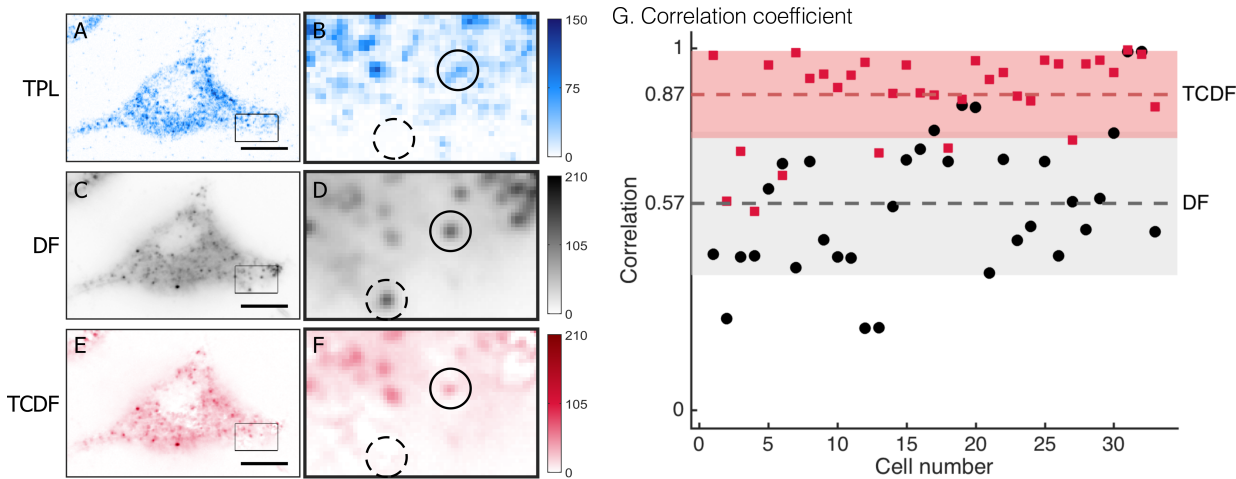 A
B
150
75
0
TPL
C
D
210
105
0
DF
E
F
210
105
0
TCDF
G. Correlation coefficient
1
0.87
0.57
0
Correlation
TCDF
DF
0 5 10 15 20 25 30
Cell number